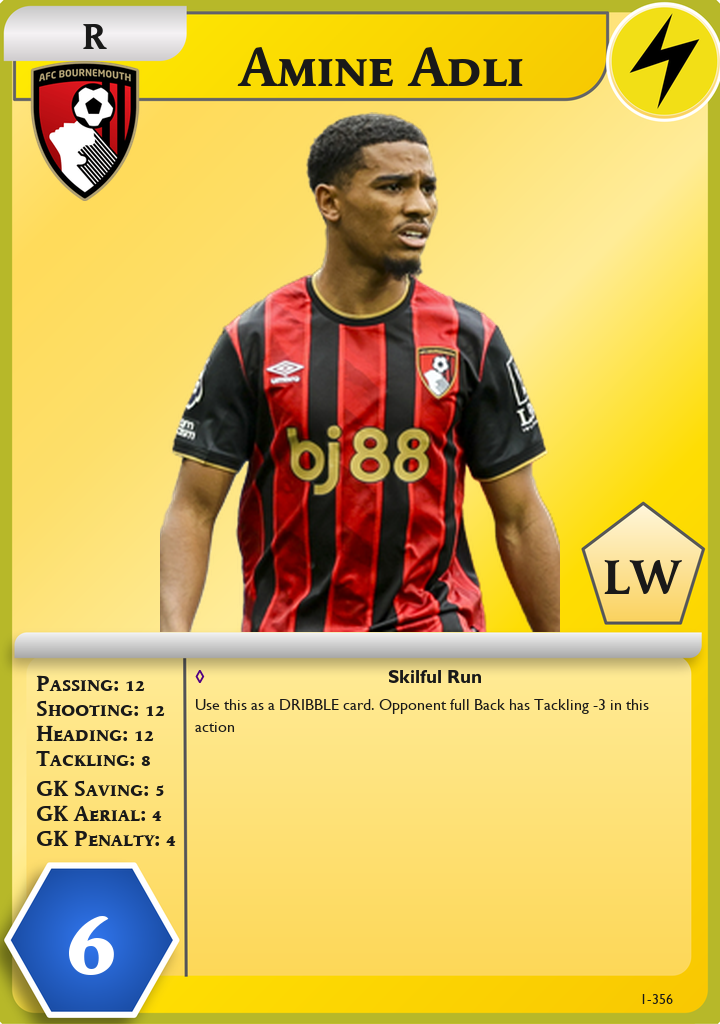 R
Amine Adli
AFC BOURNEMOUTH
umbro
bj88
LW
Passing: 12
Shooting: 12
Heading: 12
Tackling: 8
GK Saving: 5
GK Aerial: 4
GK Penalty: 4
6
Skilful Run
Use this as a DRIBBLE card. Opponent full Back has Tackling -3 in this
action
1-356